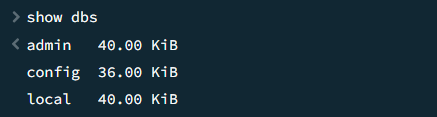 > show dbs
< admin   40.00 KiB
config  36.00 KiB
local   40.00 KiB